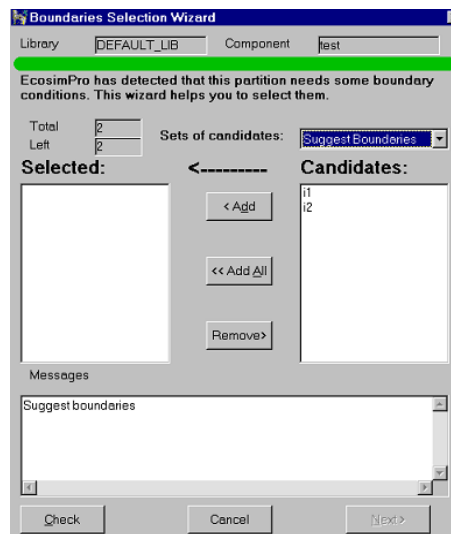 Boundaries Selection Wizard
Library DEFAULT_LIB Component test
EcosimPro has detected that this partition needs some boundary
conditions. This wizard helps you to select them.
Total 2
Left 2
Sets of candidates: Suggest Boundaries
Selected: <--------- Candidates:
i1
i2
< Add
<< Add All
Remove>
Messages
Suggest boundaries
Check Cancel Next>